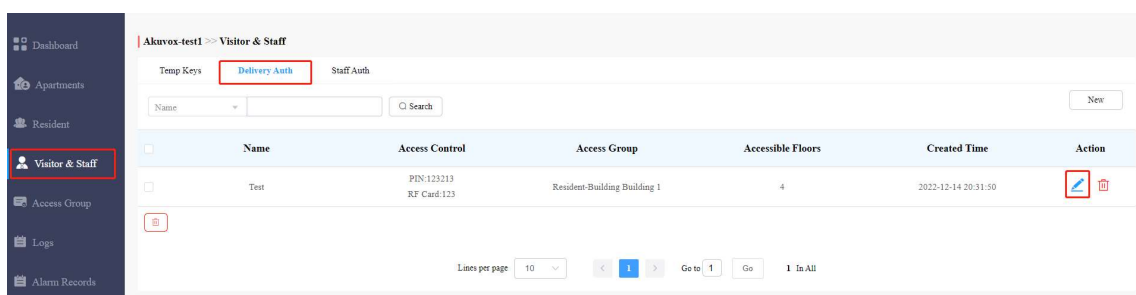 Dashboard
Apartments
Resident
Visitor & Staff
Access Group
Logs
Alarm Records
Akuvox-test1 >> Visitor & Staff
Temp Keys Delivery Auth Staff Auth
Name Search New
Name Access Control Access Group Accessible Floors Created Time Action
Test PIN:123213 RF Card:123 Resident-Building Building 1 4 2022-12-14 20:31:50
Lines per page 10 < 1 > Go to 1 Go 1 In All